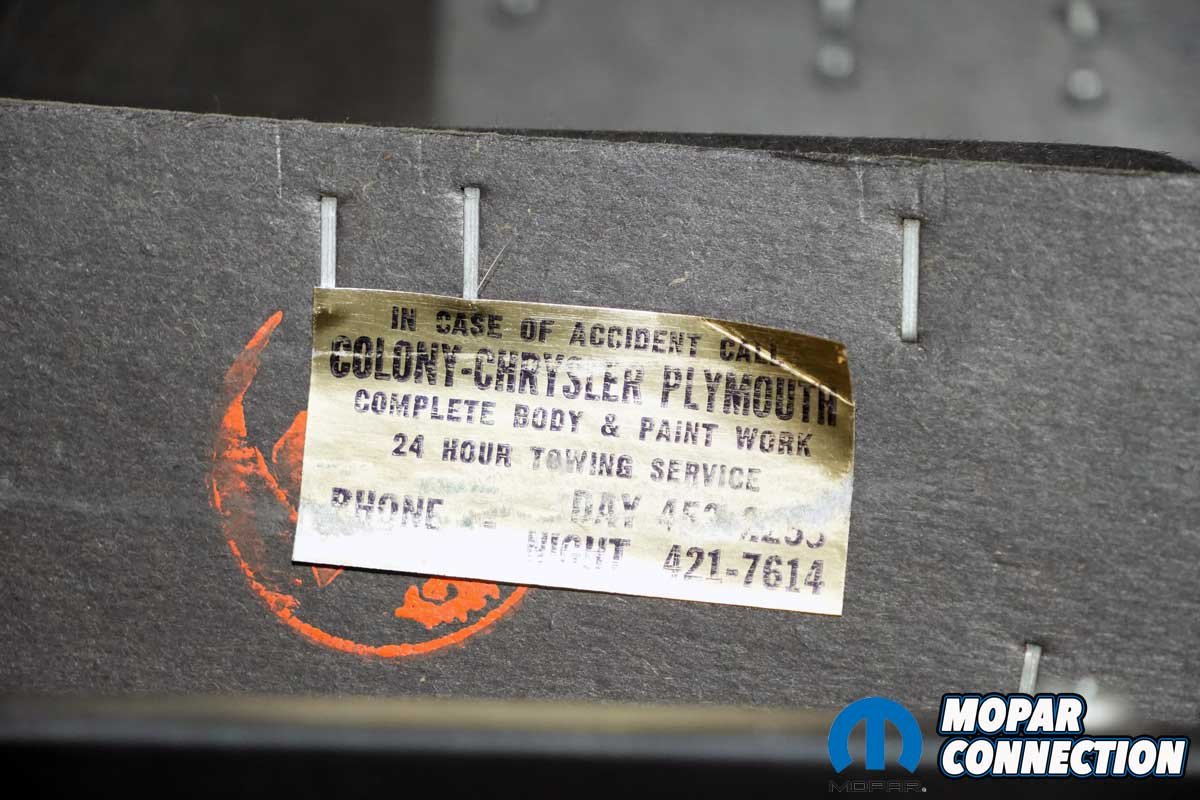 IN CASE OF ACCIDENT CALL
COLONY-CHRYSLER PLYMOUTH
COMPLETE BODY & PAINT WORK
24 HOUR TOWING SERVICE
PHONE - DAY
NIGHT 421-7614
MOPAR
CONNECTION
MOPAR®